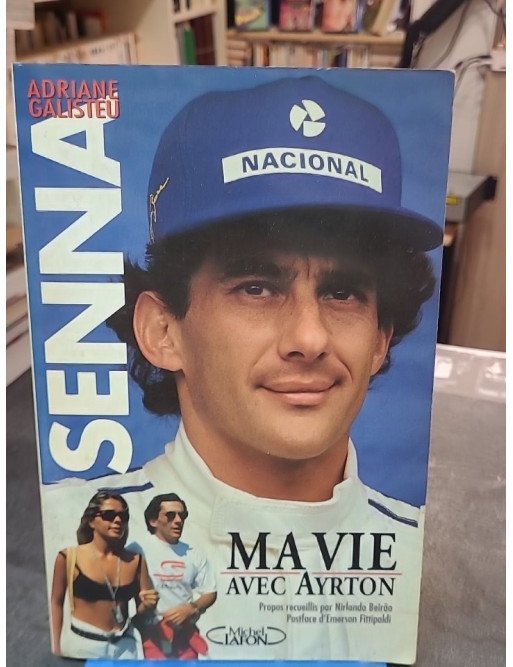 ADRIANE
GALISTEU
SENNA
NACIONAL
MA VIE
AVEC AYRTON
Propos recueillis par Nirlando Beirão
Postface d'Emerson Fittipaldi
Michel
LAFON